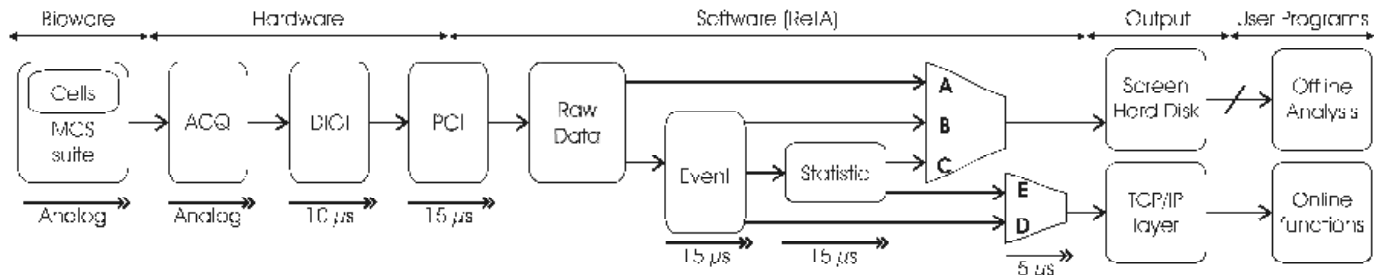 Bioware
Hardware
Software (RelA)
Output
User Programs
Cells
MCS
suite
ACQ
DIGI
PCI
Raw
Data
Event
Statistic
A
B
C
E
D
Screen
Hard Disk
Offline
Analysis
TCP/IP
layer
Online
functions
Analog
Analog
10 µs
15 µs
15 µs
15 µs
5 µs